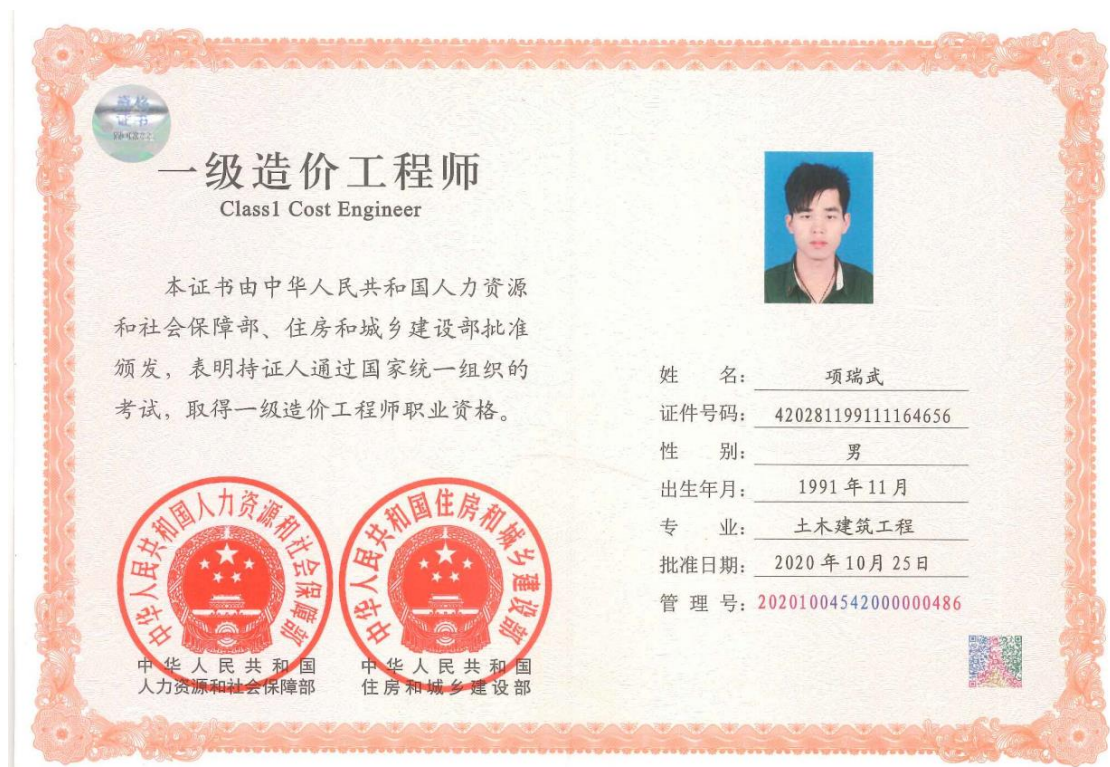 资格
证书
一级造价工程师
Class1 Cost Engineer
本证书由中华人民共和国人力资源
和社会保障部、住房和城乡建设部批准
颁发，表明持证人通过国家统一组织的
考试，取得一级造价工程师职业资格。
中华人民共和国人力资源和社会保障部
中华人民共和国住房和城乡建设部
中华人民共和国
人力资源和社会保障部
中华人民共和国
住房和城乡建设部
姓 名：项瑞武
证件号码：420281199111164656
性 别：男
出生年月：1991年11月
专 业：土木建筑工程
批准日期：2020年10月25日
管 理 号：20201004542000000486